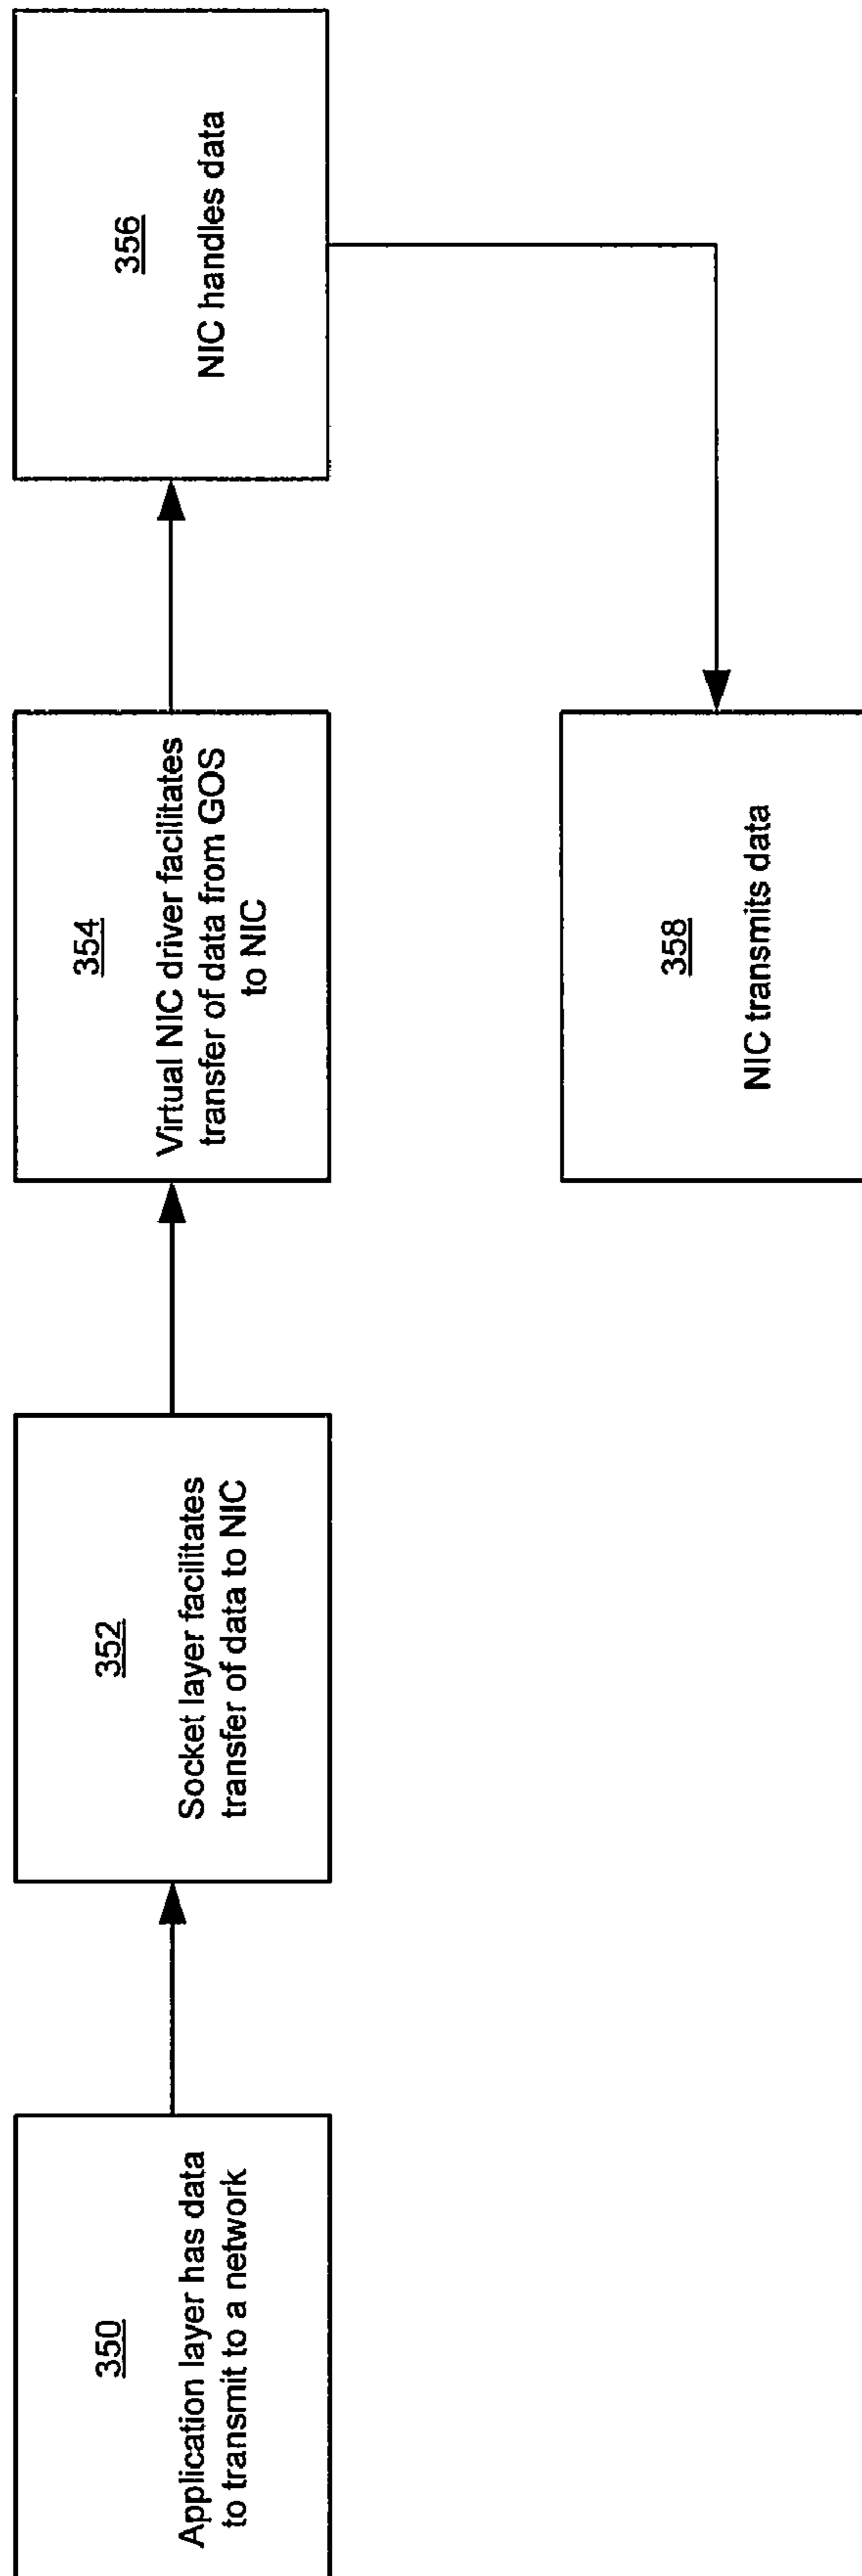 350
Application layer has data
to transmit to a network
352
Socket layer facilitates
transfer of data to NIC
354
Virtual NIC driver facilitates
transfer of data from GOS
to NIC
356
NIC handles data
358
NIC transmits data